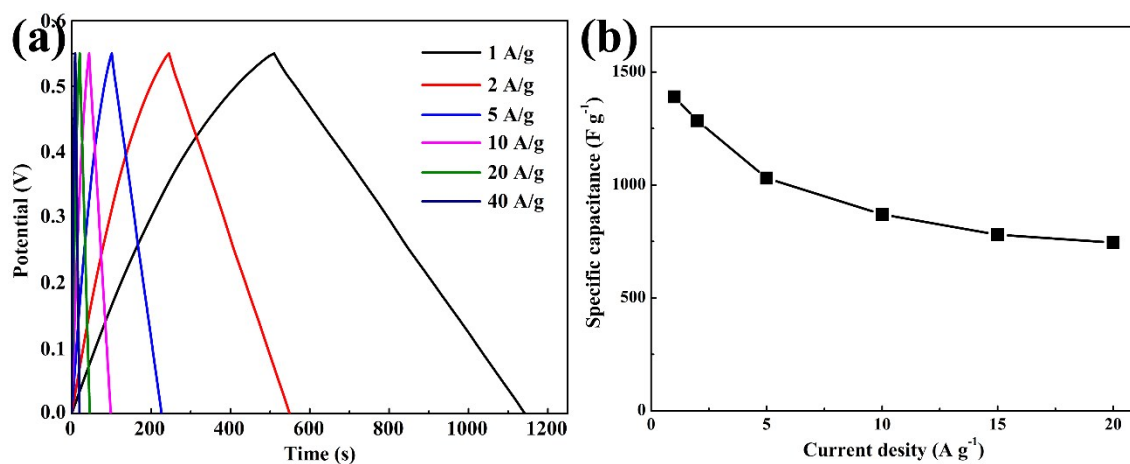 (a)
0.6
0.5
0.4
0.3
0.2
0.1
0.0
Potential (V)
0 200 400 600 800 1000 1200
Time (s)
1 A/g
2 A/g
5 A/g
10 A/g
20 A/g
40 A/g
(b)
1500
1000
500
0
Specific capacitance (F g⁻¹)
0 5 10 15 20
Current desity (A g⁻¹)